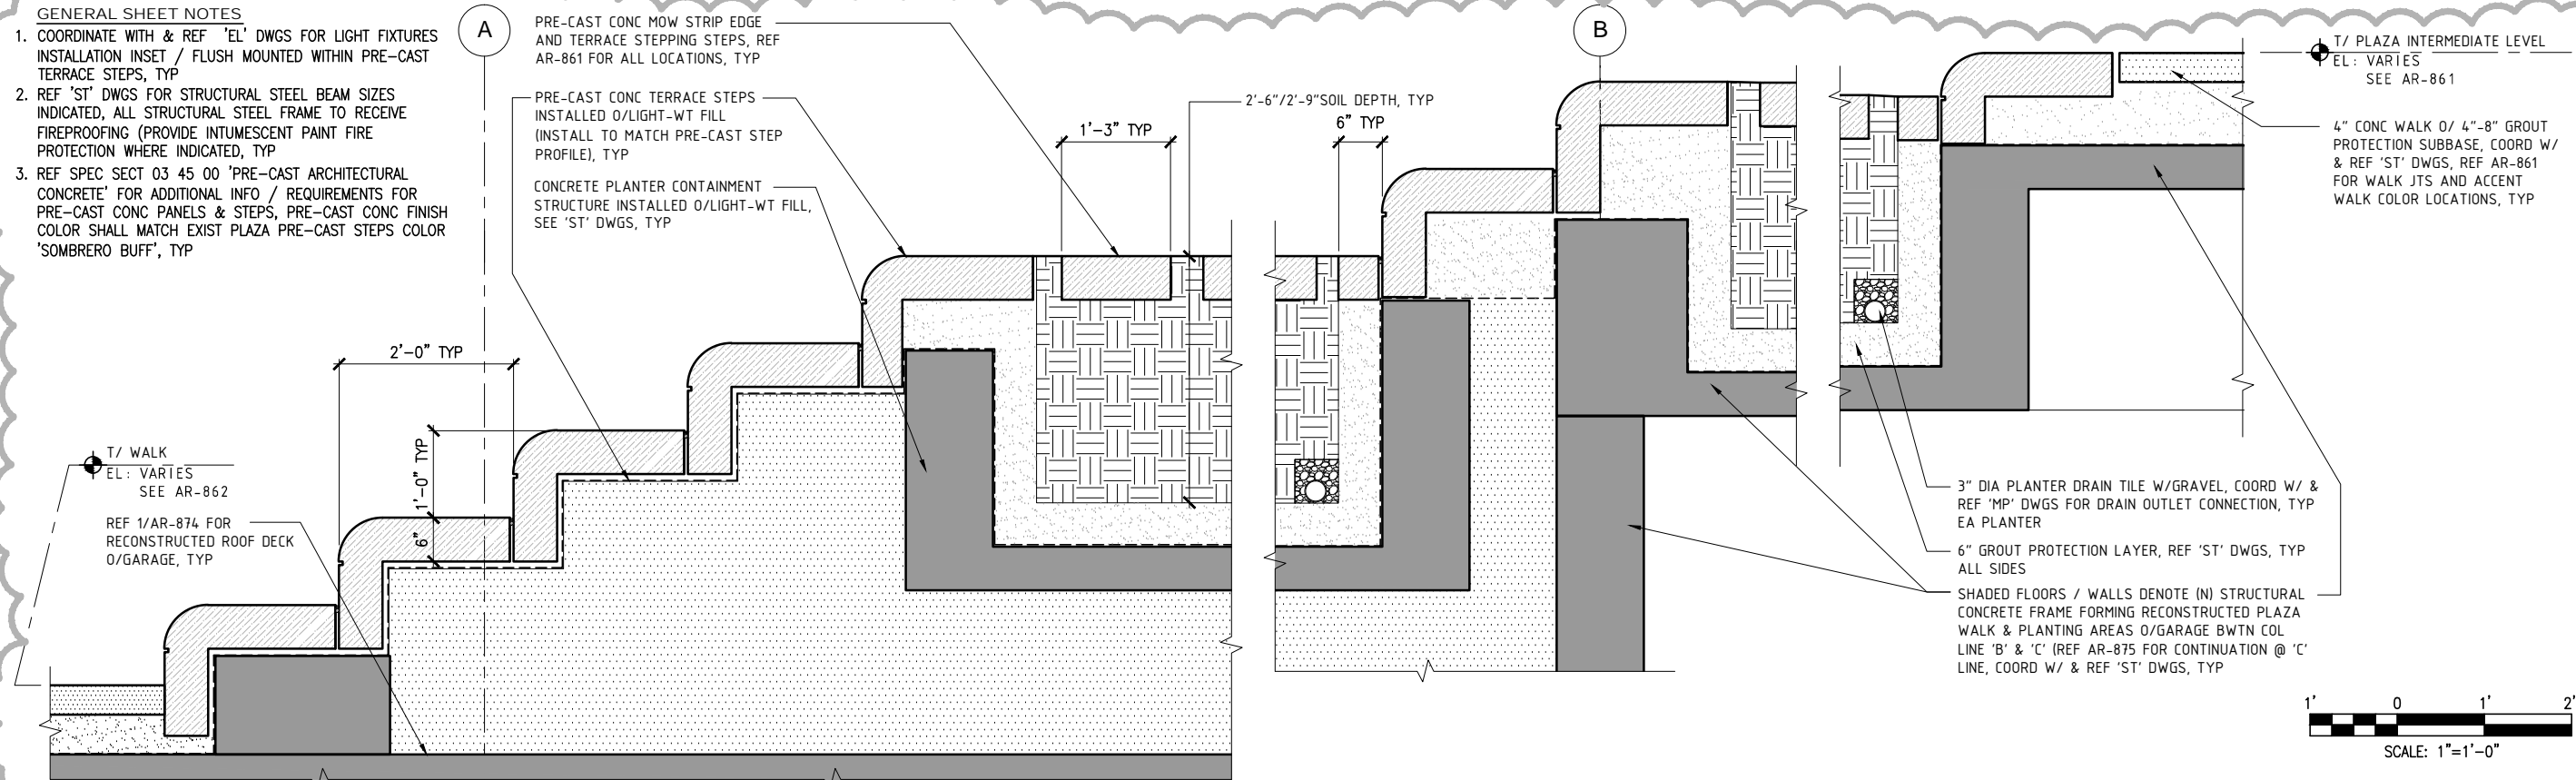 GENERAL SHEET NOTES
1. COORDINATE WITH & REF 'EL' DWGS FOR LIGHT FIXTURES
INSTALLATION INSET / FLUSH MOUNTED WITHIN PRE-CAST
TERRACE STEPS, TYP
2. REF 'ST' DWGS FOR STRUCTURAL STEEL BEAM SIZES
INDICATED, ALL STRUCTURAL STEEL FRAME TO RECEIVE
FIREPROOFING (PROVIDE INTUMESCENT PAINT FIRE
PROTECTION WHERE INDICATED, TYP
3. REF SPEC SECT 03 45 00 'PRE-CAST ARCHITECTURAL
CONCRETE' FOR ADDITIONAL INFO / REQUIREMENTS FOR
PRE-CAST CONC PANELS & STEPS, PRE-CAST CONC FINISH
COLOR SHALL MATCH EXIST PLAZA PRE-CAST STEPS COLOR
'SOMBRERO BUFF', TYP
A
PRE-CAST CONC MOW STRIP EDGE
AND TERRACE STEPPING STEPS, REF
AR-861 FOR ALL LOCATIONS, TYP
PRE-CAST CONC TERRACE STEPS
INSTALLED O/LIGHT-WT FILL
(INSTALL TO MATCH PRE-CAST STEP
PROFILE), TYP
CONCRETE PLANTER CONTAINMENT
STRUCTURE INSTALLED O/LIGHT-WT FILL,
SEE 'ST' DWGS, TYP
1'-3" TYP
2'-6"/2'-9"SOIL DEPTH, TYP
6" TYP
B
T/ PLAZA INTERMEDIATE LEVEL
EL: VARIES
SEE AR-861
4" CONC WALK O/ 4"-8" GROUT
PROTECTION SUBBASE, COORD W/
& REF 'ST' DWGS, REF AR-861
FOR WALK JTS AND ACCENT
WALK COLOR LOCATIONS, TYP
2'-0" TYP
1'-0" TYP
6"
T/ WALK
EL: VARIES
SEE AR-862
REF 1/AR-874 FOR
RECONSTRUCTED ROOF DECK
O/GARAGE, TYP
3" DIA PLANTER DRAIN TILE W/GRAVEL, COORD W/ &
REF 'MP' DWGS FOR DRAIN OUTLET CONNECTION, TYP
EA PLANTER
6" GROUT PROTECTION LAYER, REF 'ST' DWGS, TYP
ALL SIDES
SHADED FLOORS / WALLS DENOTE (N) STRUCTURAL
CONCRETE FRAME FORMING RECONSTRUCTED PLAZA
WALK & PLANTING AREAS O/GARAGE BWTN COL
LINE 'B' & 'C' (REF AR-875 FOR CONTINUATION @ 'C'
LINE, COORD W/ & REF 'ST' DWGS, TYP
1' 0 1' 2'
SCALE: 1"=1'-0"